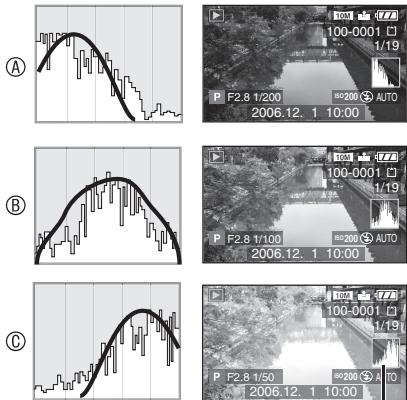 Ⓐ
10M
100-0001
1/19
P F2.8 1/200 ISO200 AUTO
2006.12. 1 10:00
Ⓑ
10M
100-0001
1/19
P F2.8 1/100 ISO200 AUTO
2006.12. 1 10:00
Ⓒ
10M
100-0001
1/19
P F2.8 1/50 ISO200
2006.12. 1 10:00